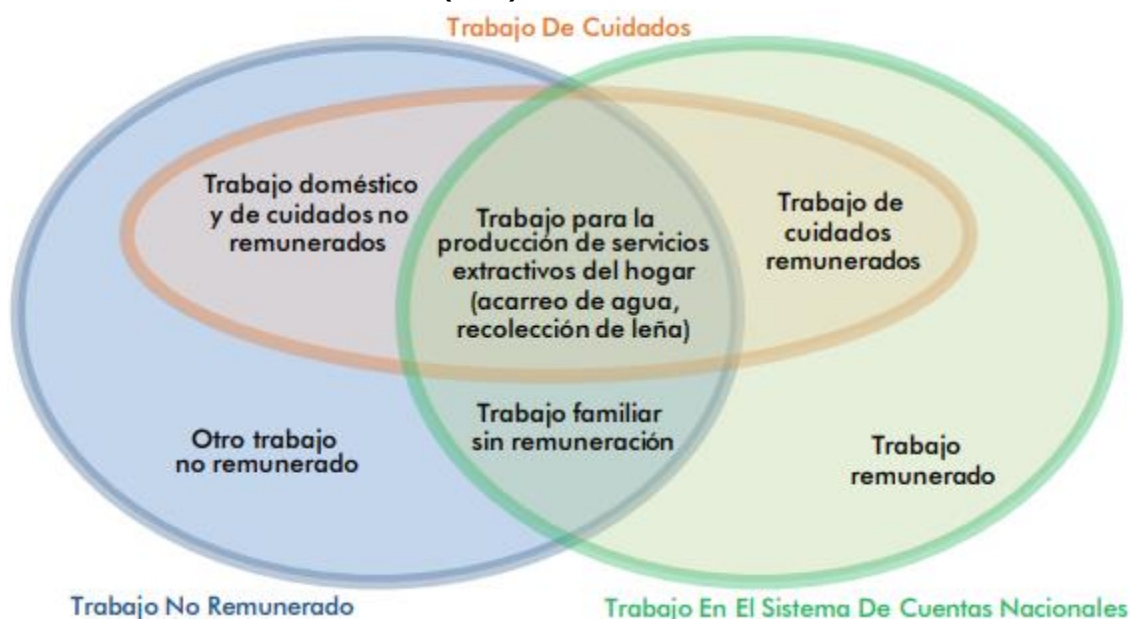 Trabajo De Cuidados
Trabajo doméstico
y de cuidados no
remunerados
Trabajo para la
producción de servicios
extractivos del hogar
(acarreo de agua,
recolección de leña)
Trabajo de
cuidados
remunerados
Otro trabajo
no remunerado
Trabajo familiar
sin remuneración
Trabajo
remunerado
Trabajo No Remunerado
Trabajo En El Sistema De Cuentas Nacionales